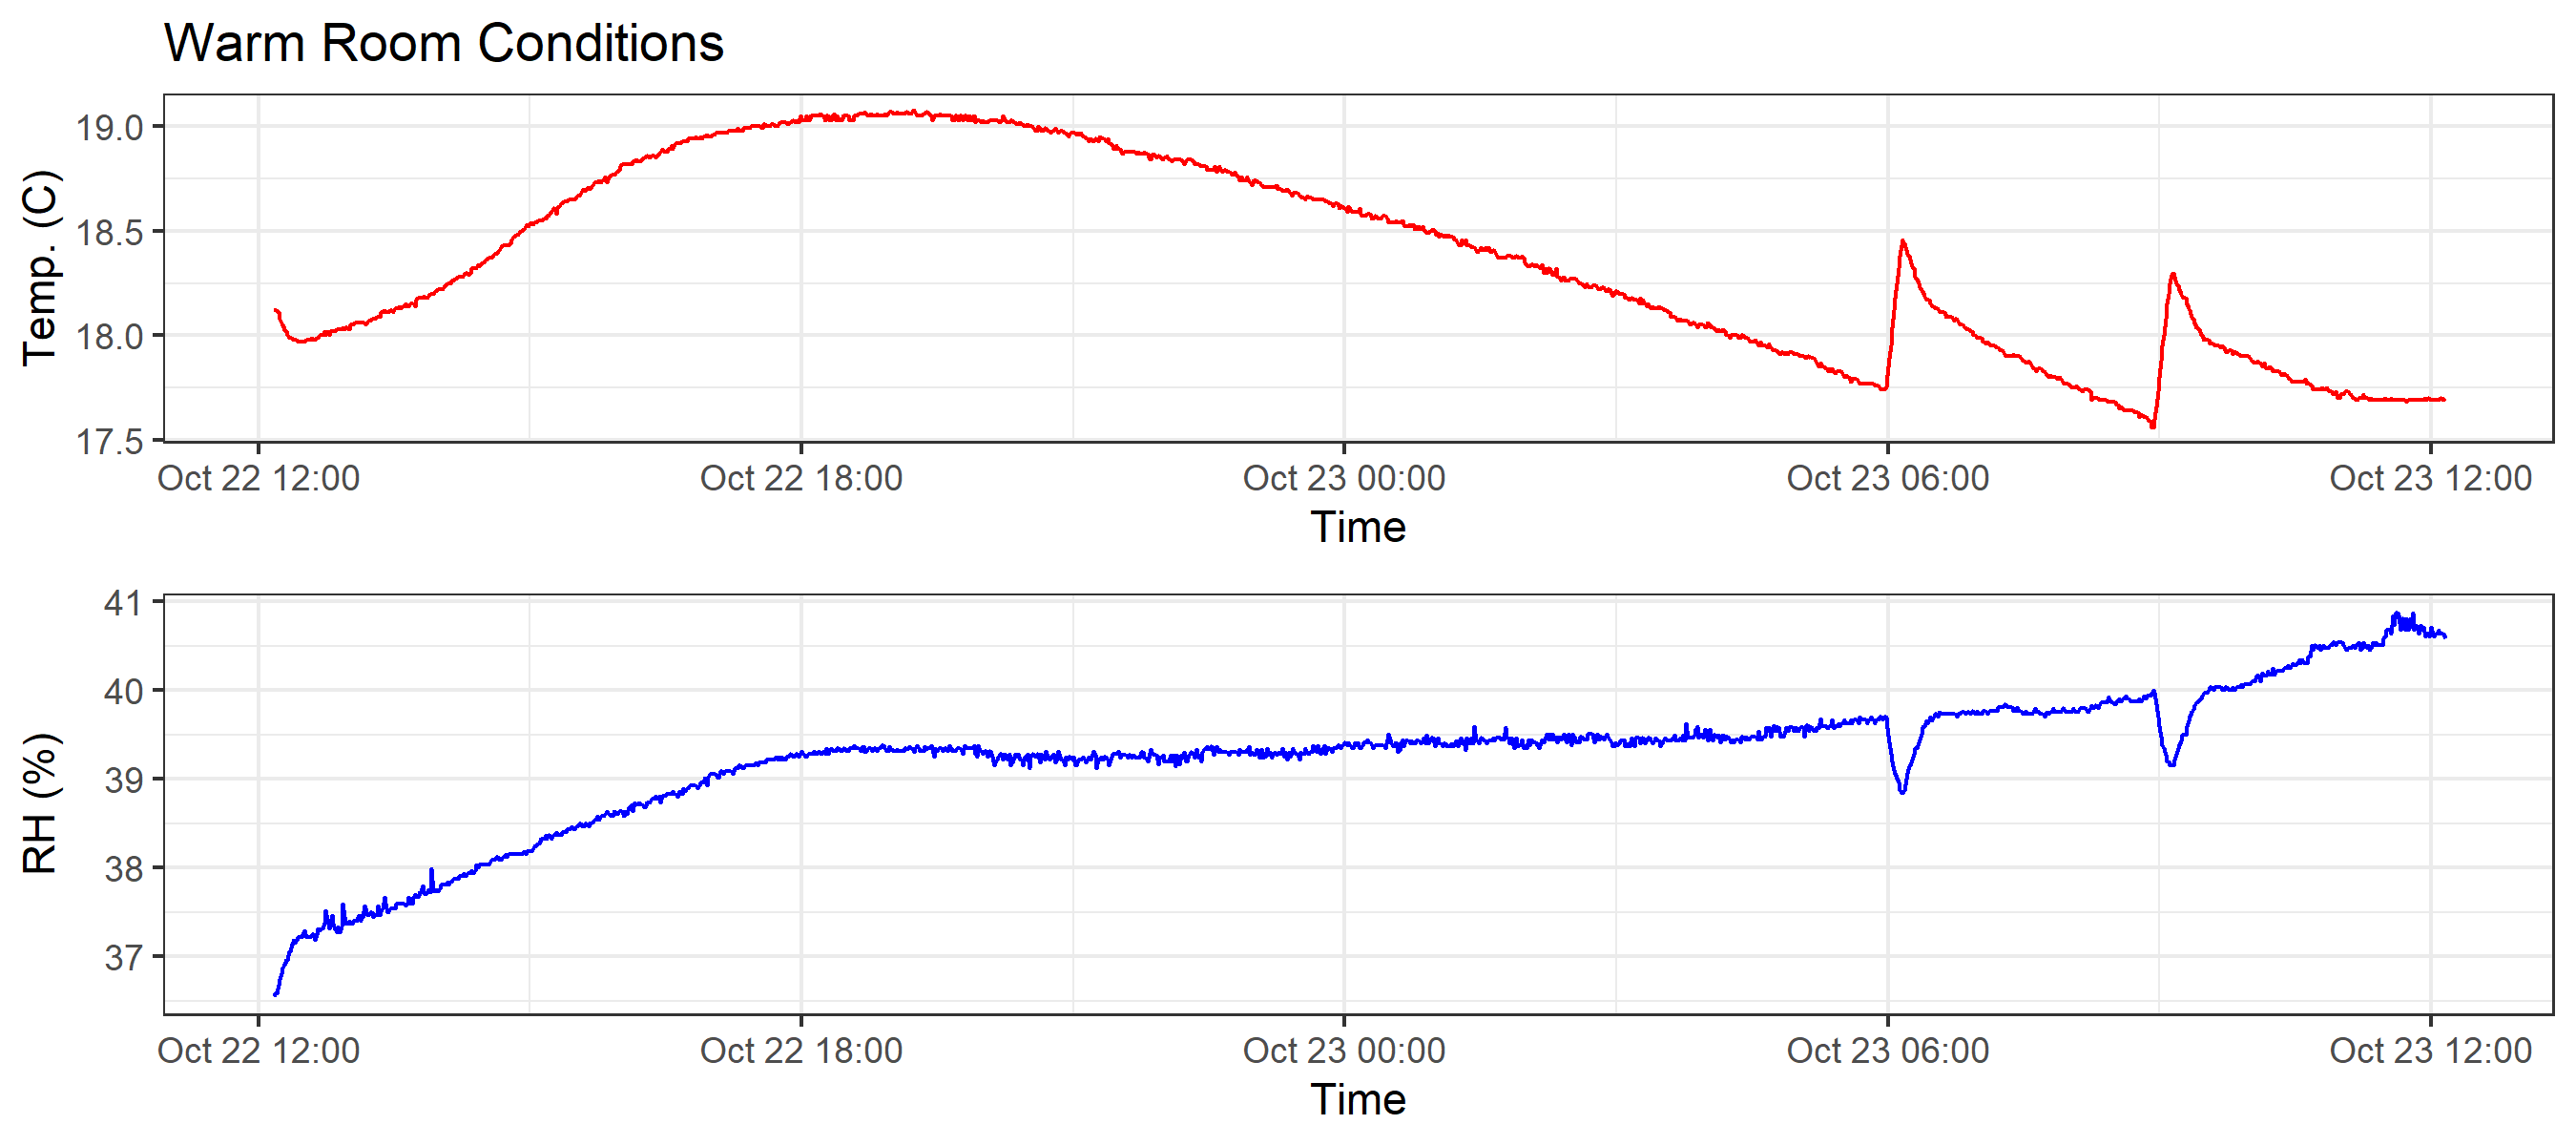 Warm Room Conditions
Temp. (C)
19.0
18.5
18.0
17.5
Oct 22 12:00 Oct 22 18:00 Oct 23 00:00 Oct 23 06:00 Oct 23 12:00
Time
RH (%)
41
40
39
38
37
Oct 22 12:00 Oct 22 18:00 Oct 23 00:00 Oct 23 06:00 Oct 23 12:00
Time